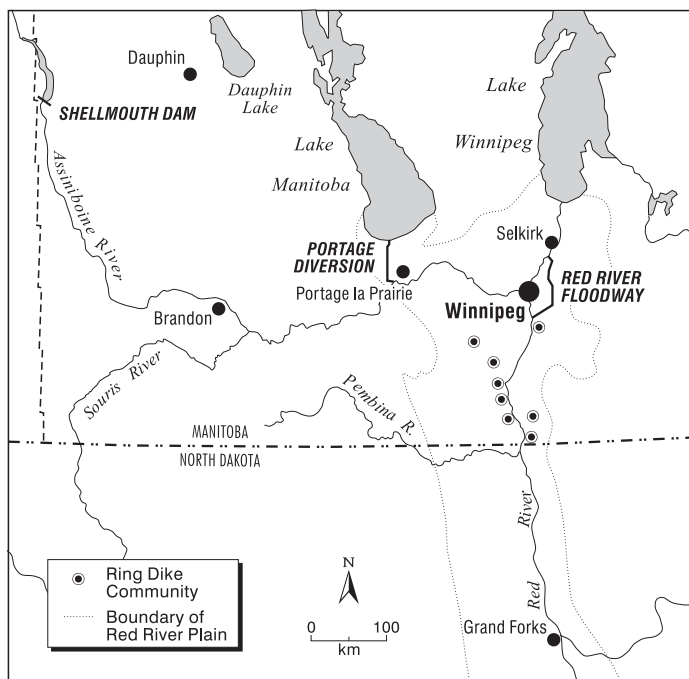 Dauphin
Dauphin
Lake
SHELLMOUTH DAM
Lake
Manitoba
Lake
Winnipeg
Assiniboine River
Selkirk
PORTAGE
DIVERSION
Portage la Prairie
RED RIVER
FLOODWAY
Winnipeg
Brandon
Souris River
Pembina R.
MANITOBA
NORTH DAKOTA
River
Red
Grand Forks
Ring Dike
Community
Boundary of
Red River Plain
N
0 100
km